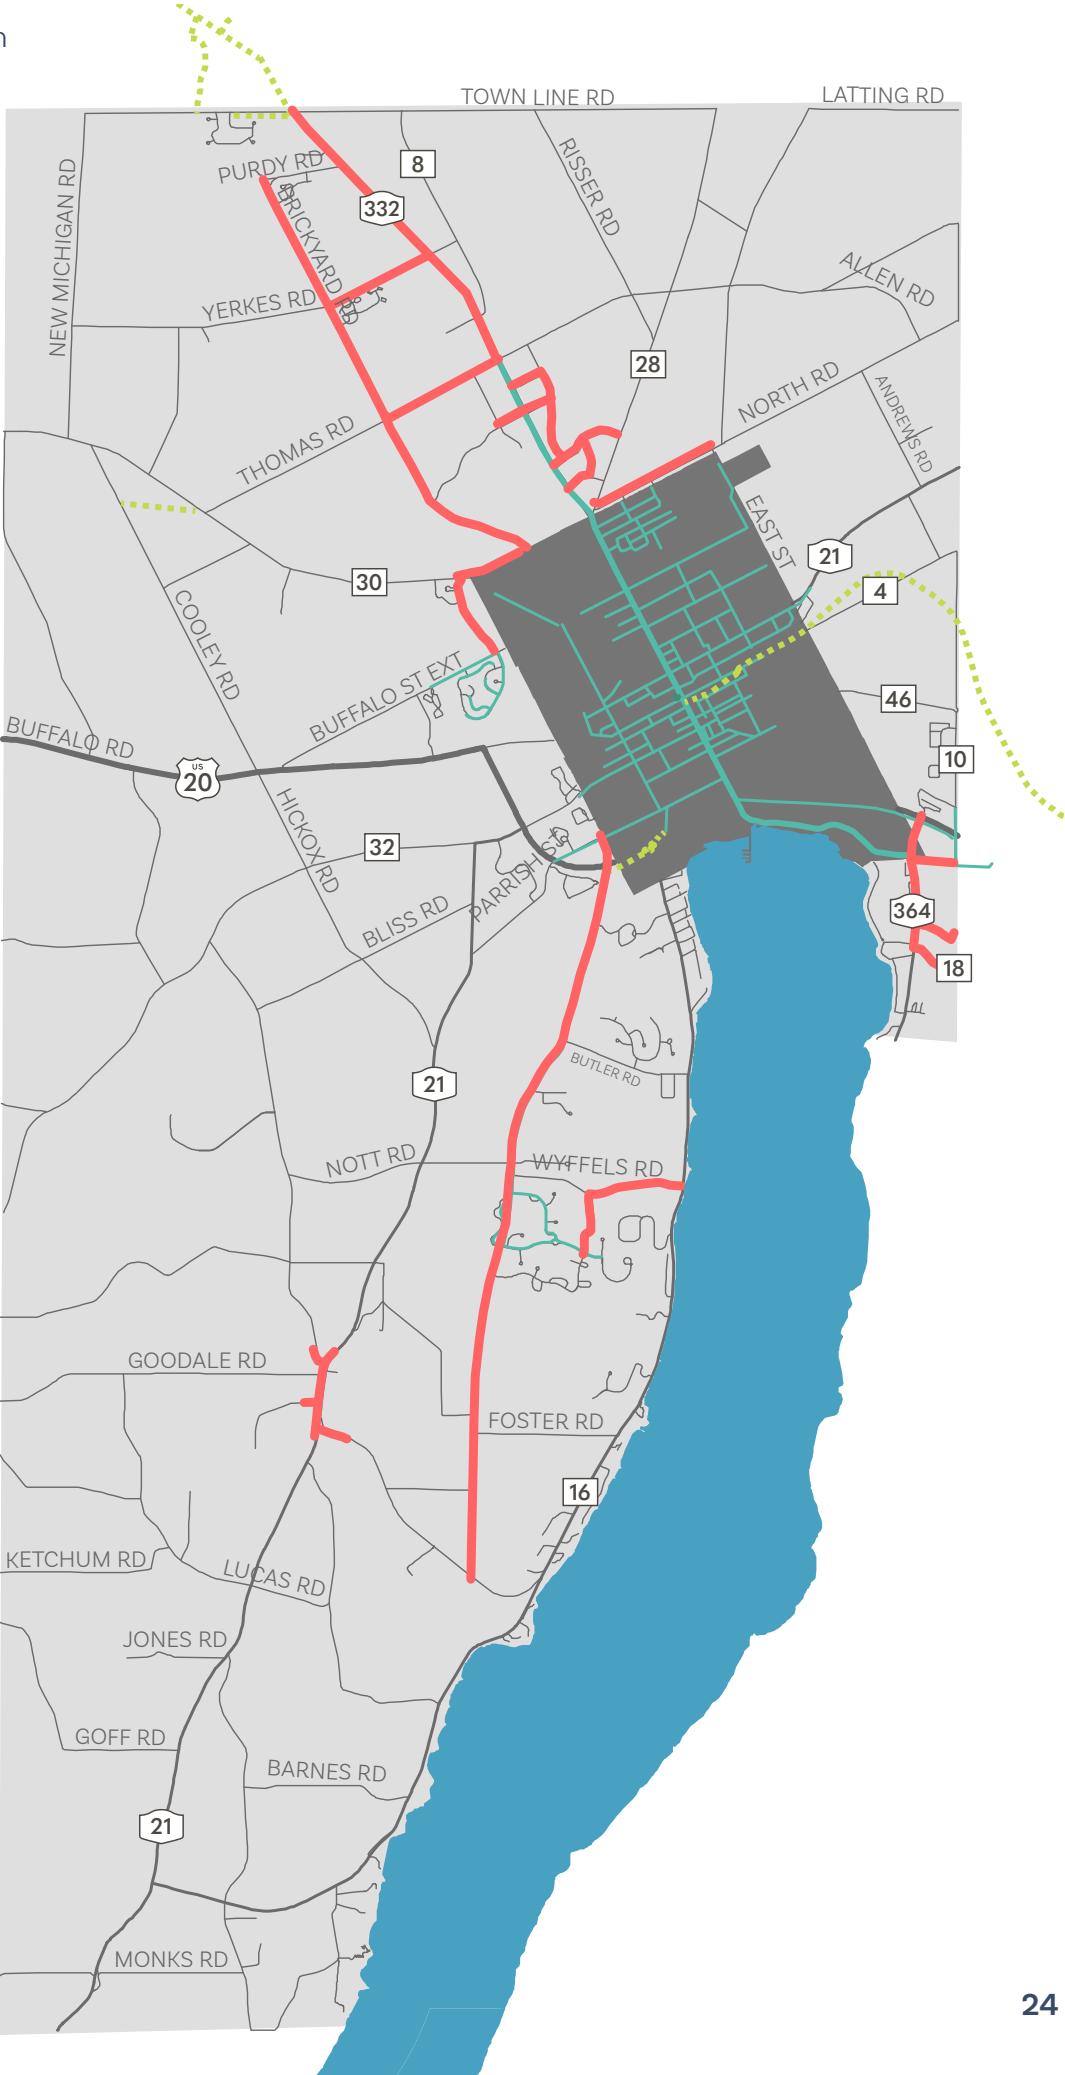 n
TOWN LINE RD
LATTING RD
8
RISSER RD
PURDY RD
NEW MICHIGAN RD
332
BRICKYARD RD
ALLEN RD
YERKES RD
28
NORTH RD
ANDREWS RD
THOMAS RD
EAST ST
21
30
4
COOLEY RD
BUFFALO ST EXT
46
BUFFALO RD
10
US
20
HICKOX RD
32
PARRISH ST
364
BLISS RD
18
21
BUTLER RD
NOTT RD
WYFFELS RD
GOODALE RD
FOSTER RD
16
KETCHUM RD
LUCAS RD
JONES RD
GOFF RD
BARNES RD
21
MONKS RD
24